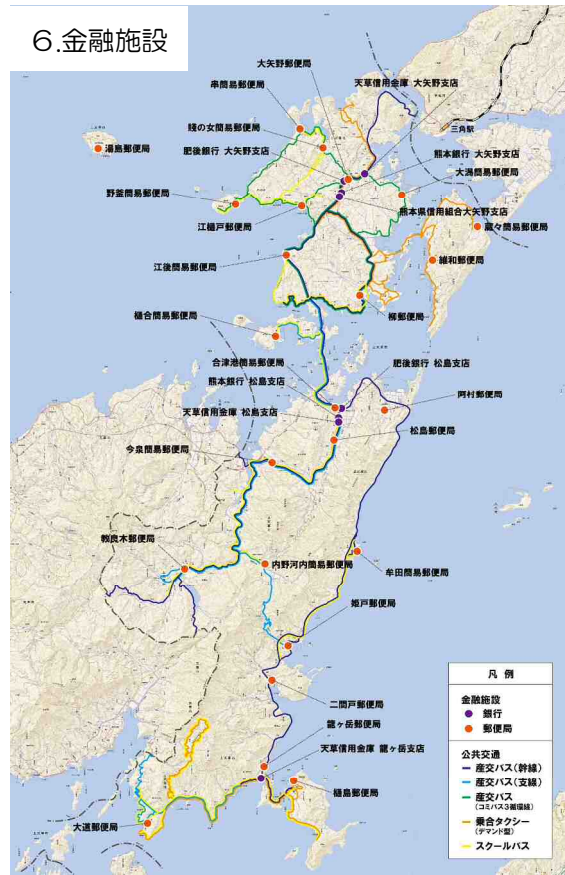 6.金融施設
大矢野郵便局
天草信用金庫 大矢野支店
串簡易郵便局
三角駅
賤の女簡易郵便局
湯島郵便局
熊本銀行 大矢野支店
肥後銀行 大矢野支店
大潟簡易郵便局
野釜簡易郵便局
熊本県信用組合大矢野支店
江樋戸郵便局
蔵々簡易郵便局
江後簡易郵便局
維和郵便局
柳郵便局
樋合簡易郵便局
合津港簡易郵便局
肥後銀行 松島支店
熊本銀行 松島支店
阿村郵便局
天草信用金庫 松島支店
松島郵便局
今泉簡易郵便局
教良木郵便局
内野河内簡易郵便局
牟田簡易郵便局
姫戸郵便局
二間戸郵便局
龍ヶ岳郵便局
天草信用金庫 龍ヶ岳支店
樋島郵便局
大道郵便局
凡 例
金融施設
銀行
郵便局
公共交通
産交バス(幹線)
産交バス(支線)
産交バス
(コミバス3循環線)
乗合タクシー
(デマンド型)
スクールバス